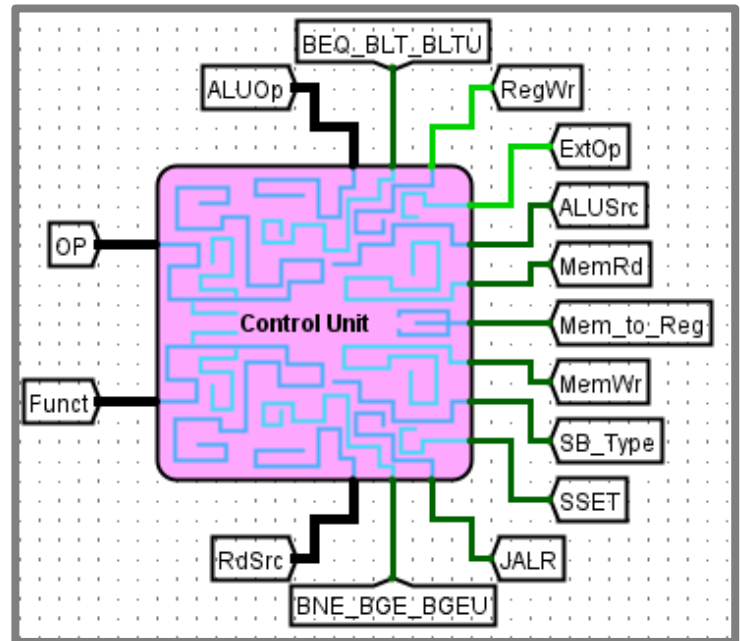 BEQ_BLT_BLTU
ALUOp
RegWr
ExtOp
ALUSrc
OP
MemRd
Control Unit
Mem_to_Reg
MemWr
Funct
SB_Type
SSET
RdSrc
JALR
BNE_BGE_BGEU